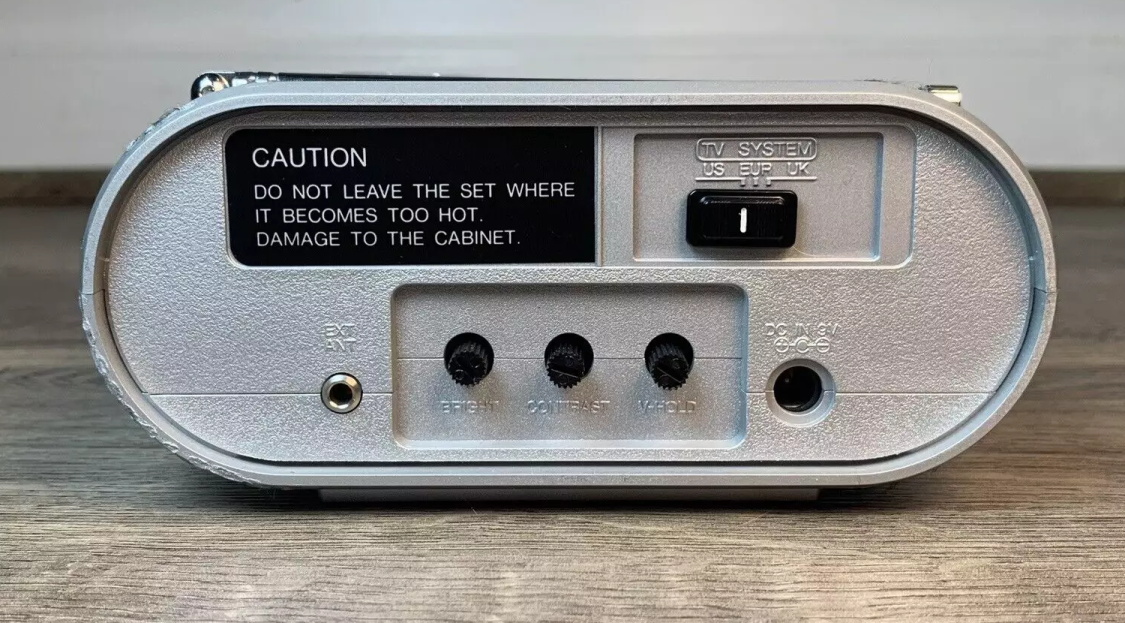 CAUTION
DO NOT LEAVE THE SET WHERE
IT BECOMES TOO HOT.
DAMAGE TO THE CABINET.
TV SYSTEM
US EUR UK
EXT
ANT
BRIGHT CONTRAST V-HOLD
DC IN 9V